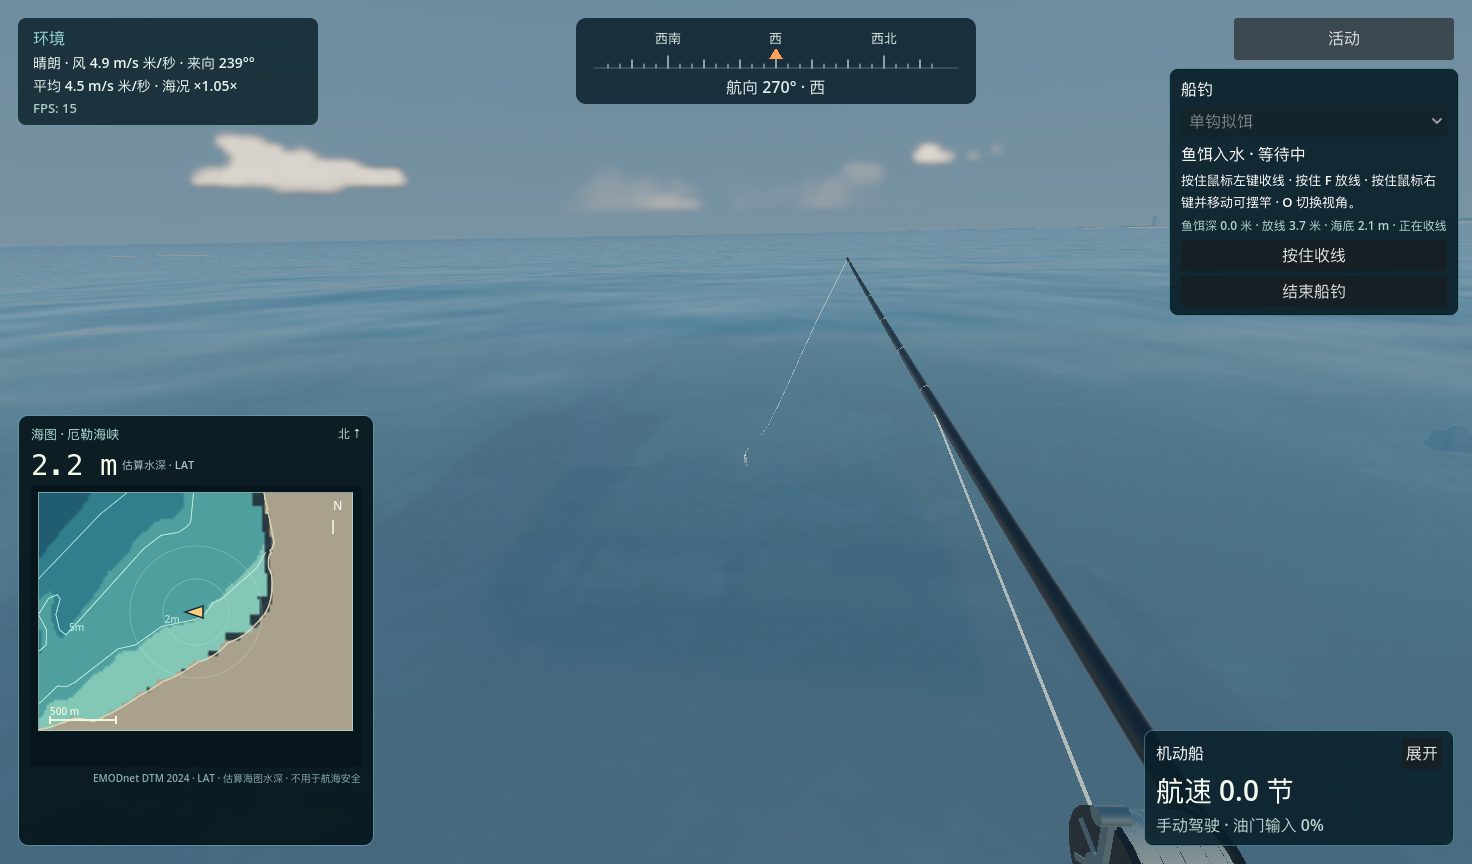 环境
晴朗 · 风 4.9 m/s 米/秒 · 来向 239°°
平均 4.5 m/s 米/秒 · 海况 ×1.05×
FPS: 15
西南 西 西北
航向 270° · 西
活动
船钓
单钩拟饵
鱼饵入水 · 等待中
按住鼠标左键收线 · 按住 F 放线 · 按住鼠标右
键并移动可摆竿 · O 切换视角。
鱼饵深 0.0 米 · 放线 3.7 米 · 海底 2.1 m · 正在收线
按住收线
结束船钓
海图 · 厄勒海峡 北 ↑
2.2 m 估算水深 · LAT
N
2m
5m
500 m
EMODnet DTM 2024 · LAT · 估算海图水深 · 不用于航海安全
机动船 展开
航速 0.0 节
手动驾驶 · 油门输入 0%